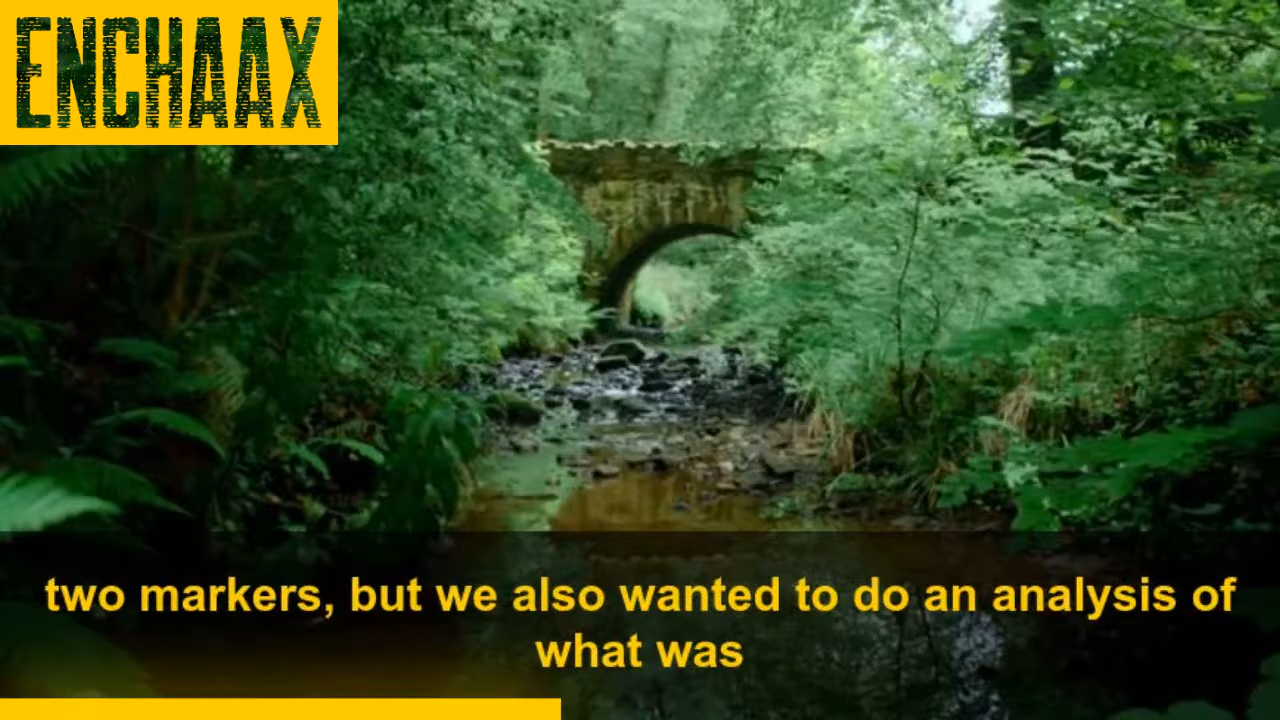 ENCHAAX
two markers, but we also wanted to do an analysis of
what was